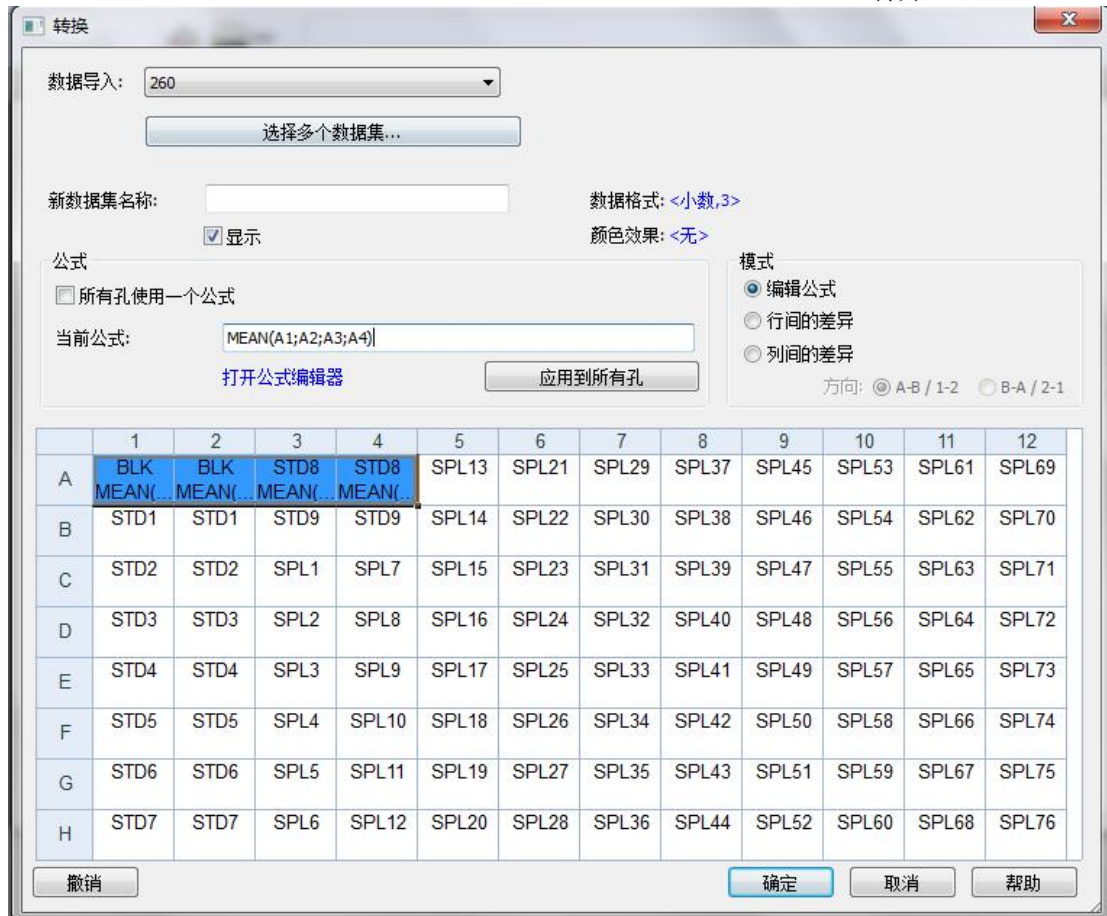 转换
数据导入: 260
选择多个数据集...
新数据集名称: 数据格式: <小数,3>
显示 颜色效果: <无>
公式 模式
所有孔使用一个公式 编辑公式
当前公式: MEAN(A1;A2;A3;A4) 行间的差异
打开公式编辑器 应用到所有孔 列间的差异
方向: A-B / 1-2 B-A / 2-1
1 2 3 4 5 6 7 8 9 10 11 12
A BLK BLK STD8 STD8 SPL13 SPL21 SPL29 SPL37 SPL45 SPL53 SPL61 SPL69
MEAN(... MEAN(... MEAN(... MEAN(...
B STD1 STD1 STD9 STD9 SPL14 SPL22 SPL30 SPL38 SPL46 SPL54 SPL62 SPL70
C STD2 STD2 SPL1 SPL7 SPL15 SPL23 SPL31 SPL39 SPL47 SPL55 SPL63 SPL71
D STD3 STD3 SPL2 SPL8 SPL16 SPL24 SPL32 SPL40 SPL48 SPL56 SPL64 SPL72
E STD4 STD4 SPL3 SPL9 SPL17 SPL25 SPL33 SPL41 SPL49 SPL57 SPL65 SPL73
F STD5 STD5 SPL4 SPL10 SPL18 SPL26 SPL34 SPL42 SPL50 SPL58 SPL66 SPL74
G STD6 STD6 SPL5 SPL11 SPL19 SPL27 SPL35 SPL43 SPL51 SPL59 SPL67 SPL75
H STD7 STD7 SPL6 SPL12 SPL20 SPL28 SPL36 SPL44 SPL52 SPL60 SPL68 SPL76
撤销 确定 取消 帮助